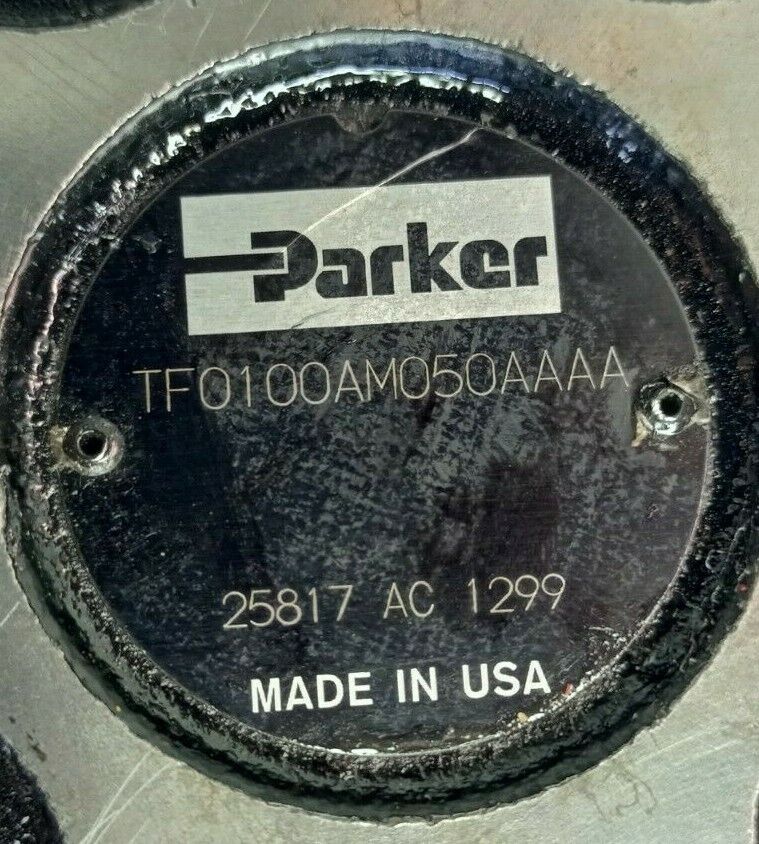 Parker
TF0100AM050AAAA
25817 AC 1299
MADE IN USA